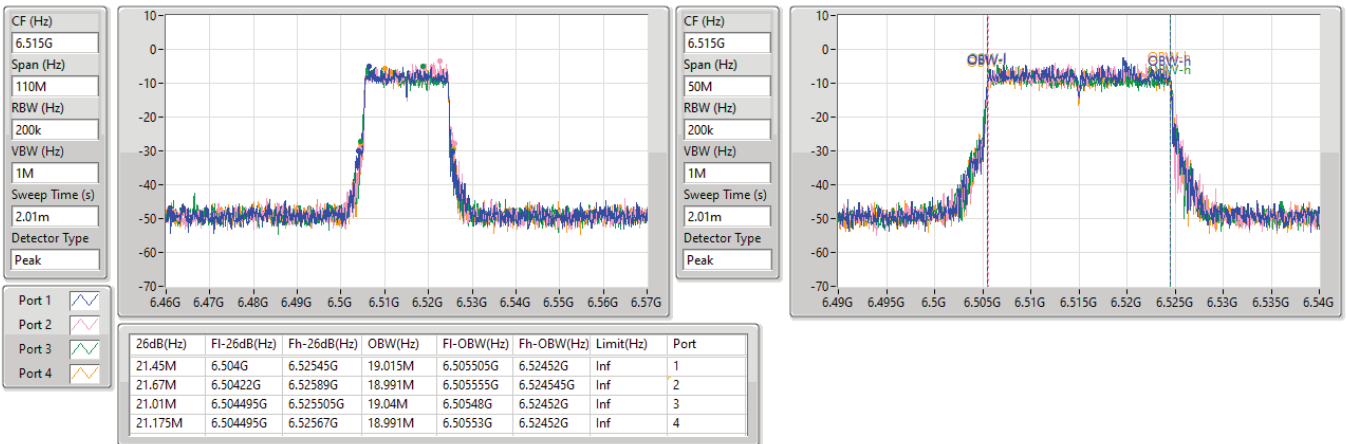 CF (Hz)
6.515G
Span (Hz)
110M
RBW (Hz)
200k
VBW (Hz)
1M
Sweep Time (s)
2.01m
Detector Type
Peak
10
0
-10
-20
-30
-40
-50
-60
-70
6.46G 6.47G 6.48G 6.49G 6.5G 6.51G 6.52G 6.53G 6.54G 6.55G 6.56G 6.57G
CF (Hz)
6.515G
Span (Hz)
50M
RBW (Hz)
200k
VBW (Hz)
1M
Sweep Time (s)
2.01m
Detector Type
Peak
10
0
-10
-20
-30
-40
-50
-60
-70
OBW-l
OBW-h
OBW-h
6.49G 6.495G 6.5G 6.505G 6.51G 6.515G 6.52G 6.525G 6.53G 6.535G 6.54G
Port 1
Port 2
Port 3
Port 4
26dB(Hz) Fl-26dB(Hz) Fh-26dB(Hz) OBW(Hz) Fl-OBW(Hz) Fh-OBW(Hz) Limit(Hz) Port
21.45M 6.504G 6.52545G 19.015M 6.505505G 6.52452G Inf 1
21.67M 6.50422G 6.52589G 18.991M 6.505555G 6.524545G Inf 2
21.01M 6.504495G 6.525505G 19.04M 6.50548G 6.52452G Inf 3
21.175M 6.504495G 6.52567G 18.991M 6.50553G 6.52452G Inf 4